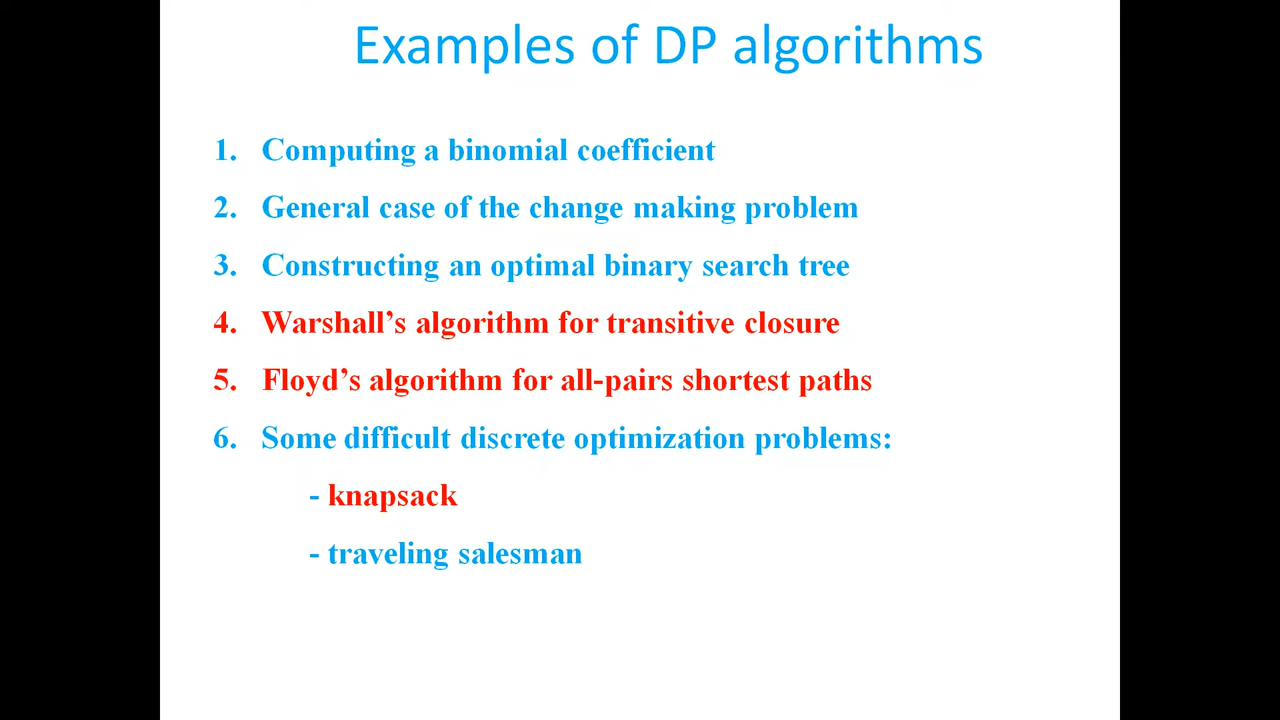 Examples of DP algorithms
1. Computing a binomial coefficient
2. General case of the change making problem
3. Constructing an optimal binary search tree
4. Warshall’s algorithm for transitive closure
5. Floyd’s algorithm for all-pairs shortest paths
6. Some difficult discrete optimization problems:
- knapsack
- traveling salesman